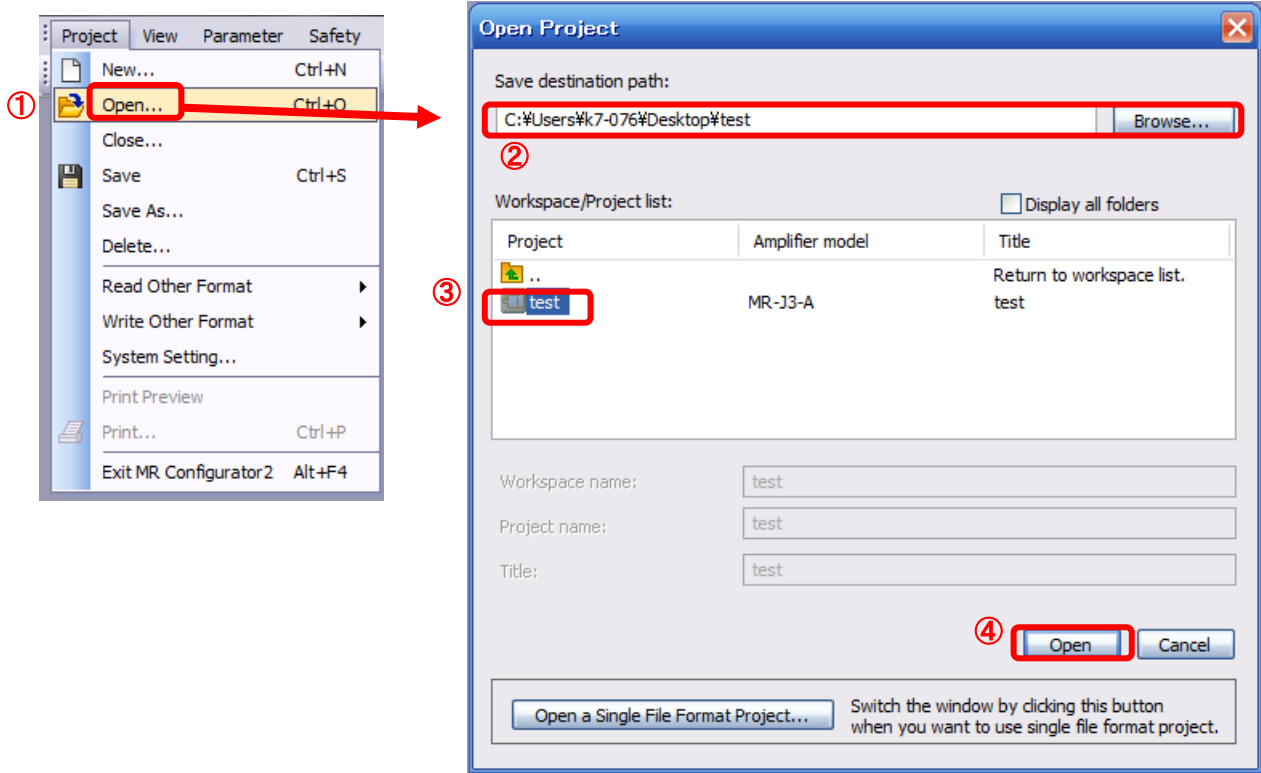 Project View Parameter Safety
New... Ctrl+N
① Open... Ctrl+O
Close...
Save Ctrl+S
Save As...
Delete...
Read Other Format
Write Other Format
System Setting...
Print Preview
Print... Ctrl+P
Exit MR Configurator2 Alt+F4
Open Project
Save destination path:
C:¥Users¥k7-076¥Desktop¥test Browse...
②
Workspace/Project list: Display all folders
Project Amplifier model Title
.. Return to workspace list.
③ test MR-J3-A test
Workspace name: test
Project name: test
Title: test
④ Open Cancel
Open a Single File Format Project...
Switch the window by clicking this button
when you want to use single file format project.